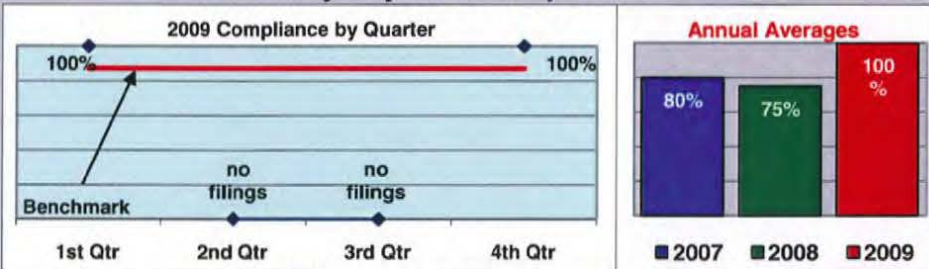 2009 Compliance by Quarter
100%
100%
no
filings
no
filings
Benchmark
1st Qtr
2nd Qtr
3rd Qtr
4th Qtr
Annual Averages
80%
75%
100
%
2007
2008
2009